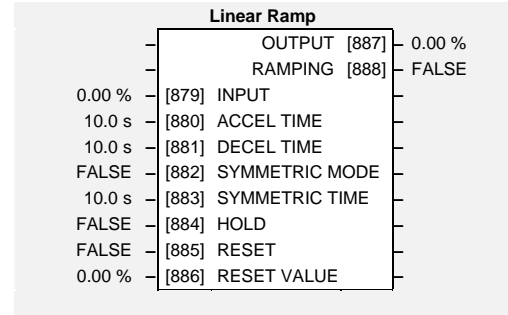 Linear Ramp
OUTPUT [887] – 0.00 %
RAMPING [888] – FALSE
0.00 % – [879] INPUT
10.0 s – [880] ACCEL TIME
10.0 s – [881] DECEL TIME
FALSE – [882] SYMMETRIC MODE
10.0 s – [883] SYMMETRIC TIME
FALSE – [884] HOLD
FALSE – [885] RESET
0.00 % – [886] RESET VALUE